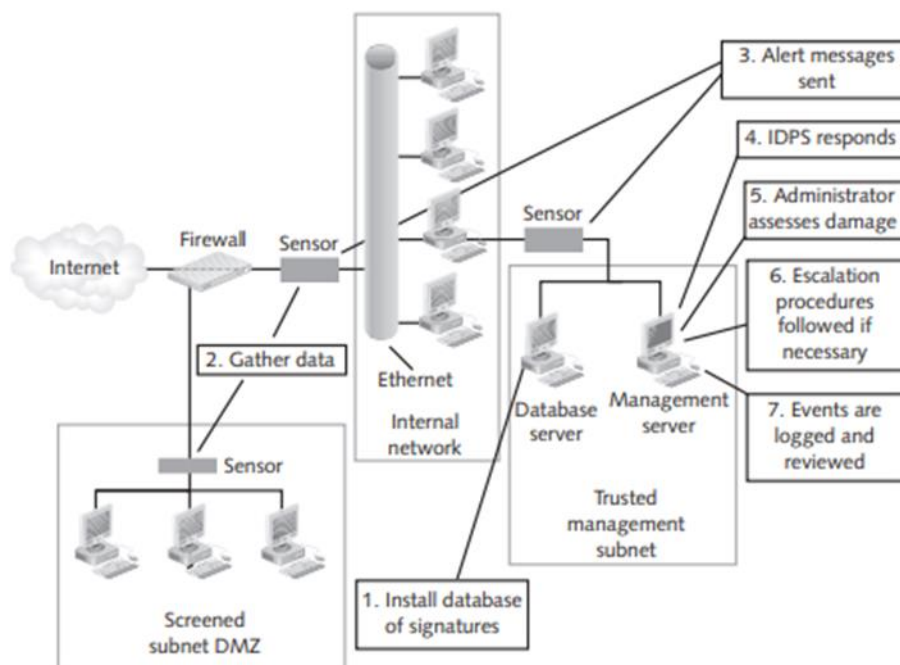 3. Alert messages
sent
4. IDPS responds
5. Administrator
assesses damage
6. Escalation
procedures
followed if
necessary
7. Events are
logged and
reviewed
Internet
Firewall
Sensor
Sensor
2. Gather data
Ethernet
Internal
network
Database
server
Management
server
Trusted
management
subnet
Sensor
Screened
subnet DMZ
1. Install database
of signatures